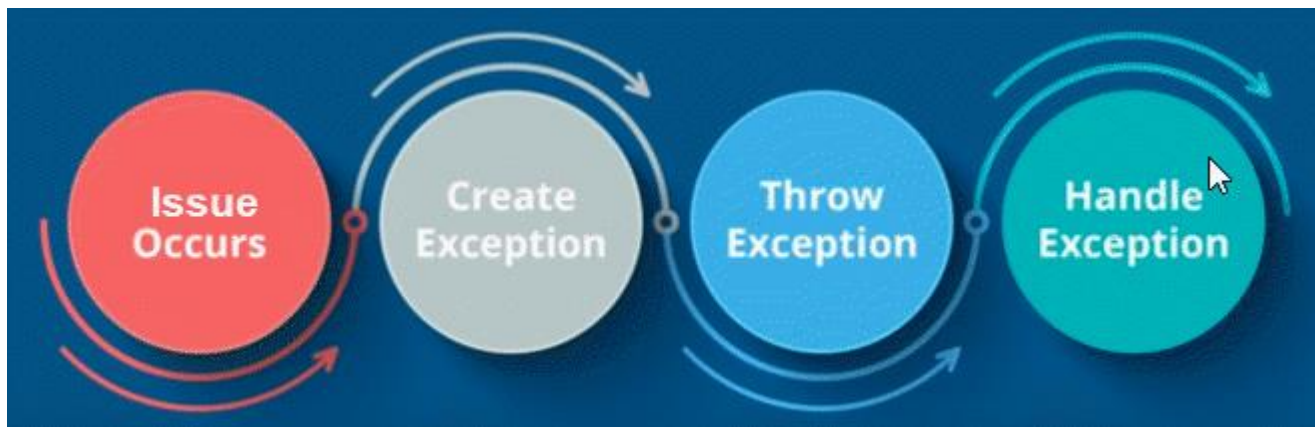 Issue
Occurs
Create
Exception
Throw
Exception
Handle
Exception